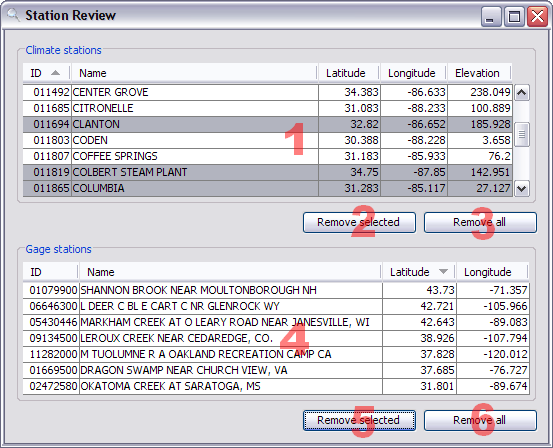 Station Review
Climate stations
ID Name Latitude Longitude Elevation
011492 CENTER GROVE 34.383 -86.633 238.049
011685 CITRONELLE 31.083 -88.233 100.889
011694 CLANTON 32.82 -86.652 185.928
011803 CODEN 30.388 -88.228 3.658
011807 COFFEE SPRINGS 31.183 -85.933 76.2
011819 COLBERT STEAM PLANT 34.75 -87.85 142.951
011865 COLUMBIA 31.283 -85.117 27.127
1
Remove selected Remove all
2 3
Gage stations
ID Name Latitude Longitude
01079900 SHANNON BROOK NEAR MOULTONBOROUGH NH 43.73 -71.357
06646300 L DEER C BL E CART C NR GLENROCK WY 42.721 -105.966
05430446 MARKHAM CREEK AT O LEARY ROAD NEAR JANESVILLE, WI 42.643 -89.083
09134500 LEROUX CREEK NEAR CEDAREDGE, CO. 38.926 -107.794
11282000 M TUOLUMNE R A OAKLAND RECREATION CAMP CA 37.828 -120.012
01669500 DRAGON SWAMP NEAR CHURCH VIEW, VA 37.685 -76.727
02472580 OKATOMA CREEK AT SARATOGA, MS 31.801 -89.674
4
Remove selected Remove all
5 6